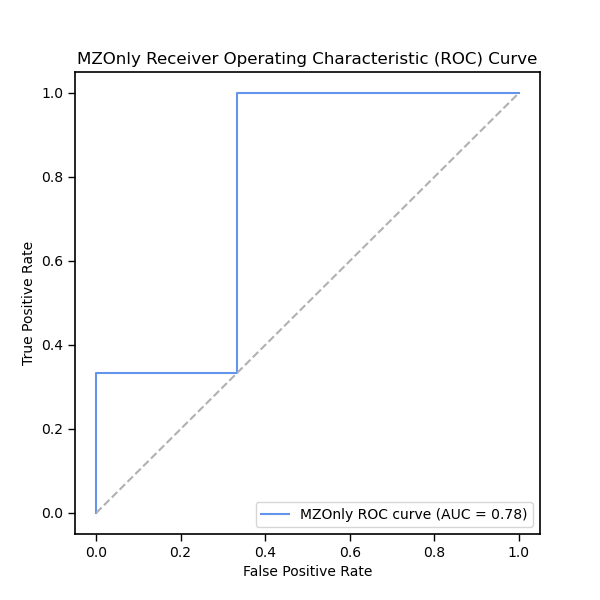 MZOnly Receiver Operating Characteristic (ROC) Curve
1.0
0.8
0.6
0.4
0.2
0.0
True Positive Rate
MZOnly ROC curve (AUC = 0.78)
0.0 0.2 0.4 0.6 0.8 1.0
False Positive Rate